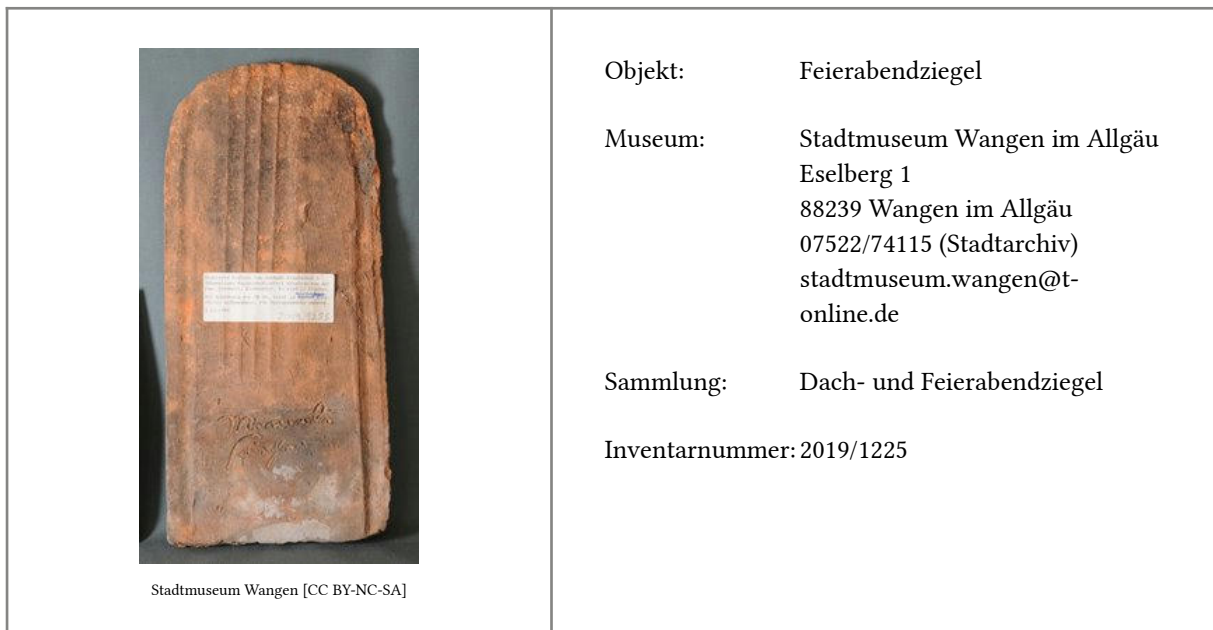 Stadtmuseum Wangen [CC BY-NC-SA]
Objekt: Feierabendziegel
Museum: Stadtmuseum Wangen im Allgäu
Eselberg 1
88239 Wangen im Allgäu
07522/74115 (Stadtarchiv)
stadtmuseum.wangen@t-
online.de
Sammlung: Dach- und Feierabendziegel
Inventarnummer: 2019/1225